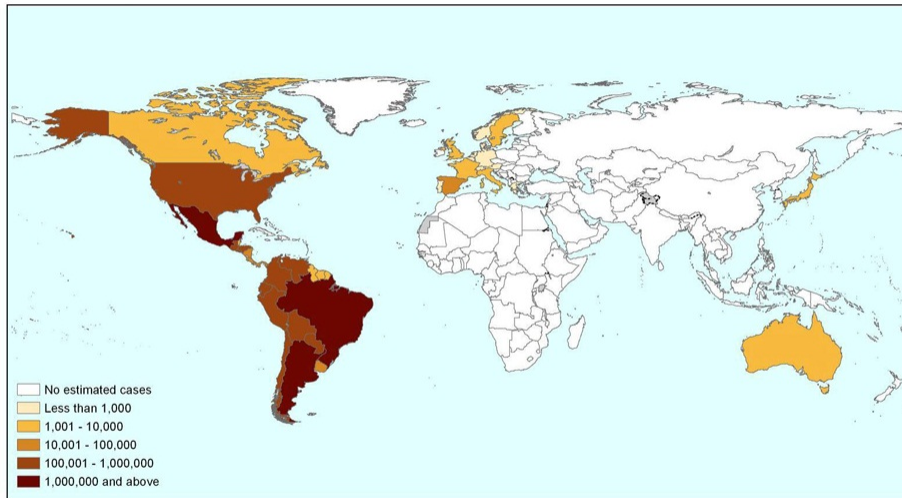 No estimated cases
Less than 1,000
1,001 - 10,000
10,001 - 100,000
100,001 - 1,000,000
1,000,000 and above